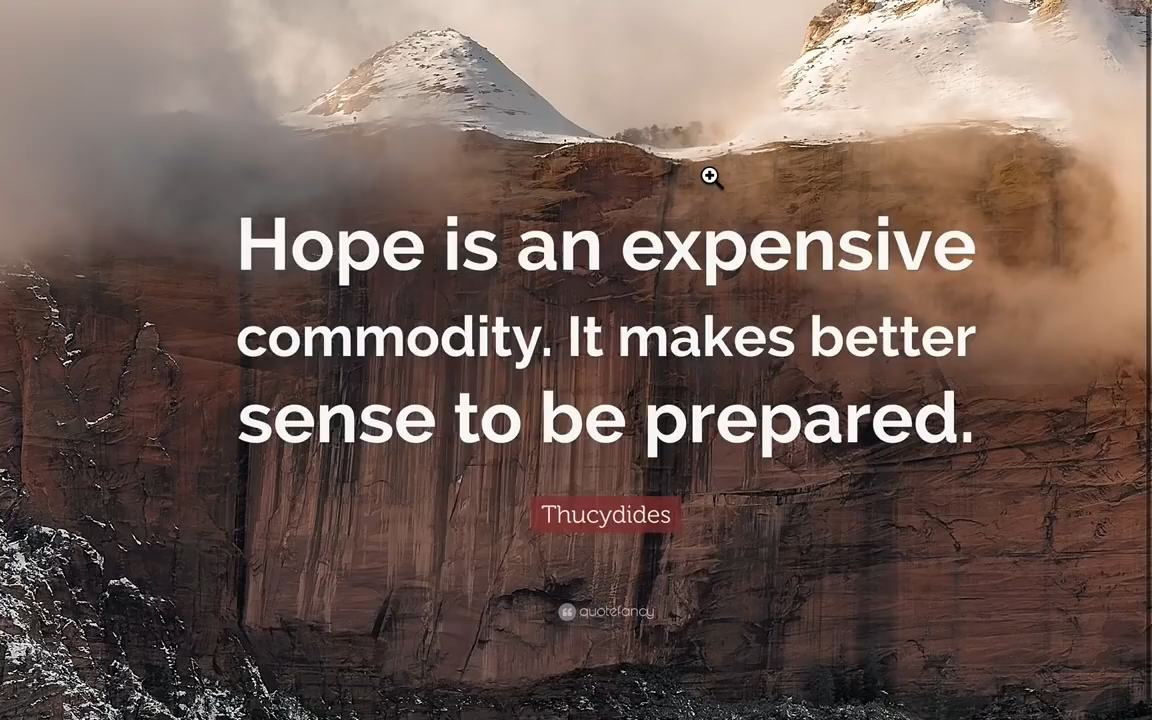 Hope is an expensive
commodity. It makes better
sense to be prepared.
Thucydides
quotefancy